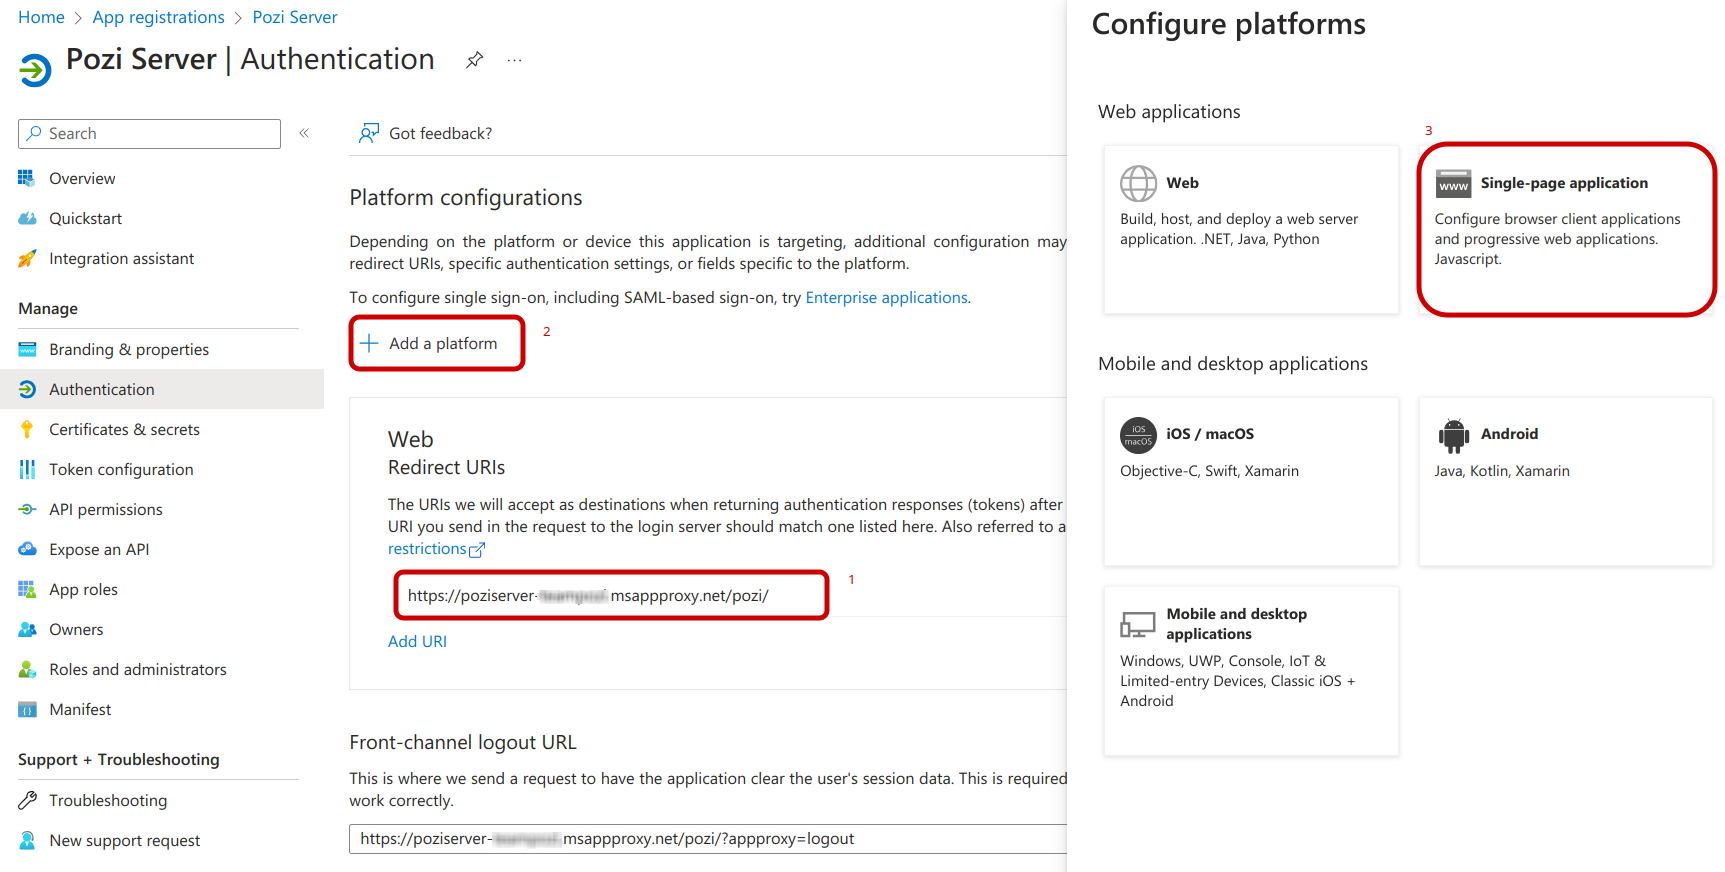 Home > App registrations > Pozi Server
Pozi Server | Authentication
...
Search
«
Overview
Quickstart
Integration assistant
Manage
Branding & properties
Authentication
Certificates & secrets
Token configuration
API permissions
Expose an API
App roles
Owners
Roles and administrators
Manifest
Support + Troubleshooting
Troubleshooting
New support request
Got feedback?
Platform configurations
Depending on the platform or device this application is targeting, additional configuration may
redirect URIs, specific authentication settings, or fields specific to the platform.
To configure single sign-on, including SAML-based sign-on, try Enterprise applications.
+ Add a platform
2
Web
Redirect URIs
The URIs we will accept as destinations when returning authentication responses (tokens) after
URI you send in the request to the login server should match one listed here. Also referred to a
restrictions
https://poziserver- .msappproxy.net/pozi/
1
Add URI
Front-channel logout URL
This is where we send a request to have the application clear the user's session data. This is required
work correctly.
https://poziserver- .msappproxy.net/pozi/?appproxy=logout
Configure platforms
Web applications
3
Web
Build, host, and deploy a web server
application. .NET, Java, Python
www
Single-page application
Configure browser client applications
and progressive web applications.
Javascript.
Mobile and desktop applications
iOS
macOS
iOS / macOS
Objective-C, Swift, Xamarin
Android
Java, Kotlin, Xamarin
Mobile and desktop
applications
Windows, UWP, Console, IoT &
Limited-entry Devices, Classic iOS +
Android